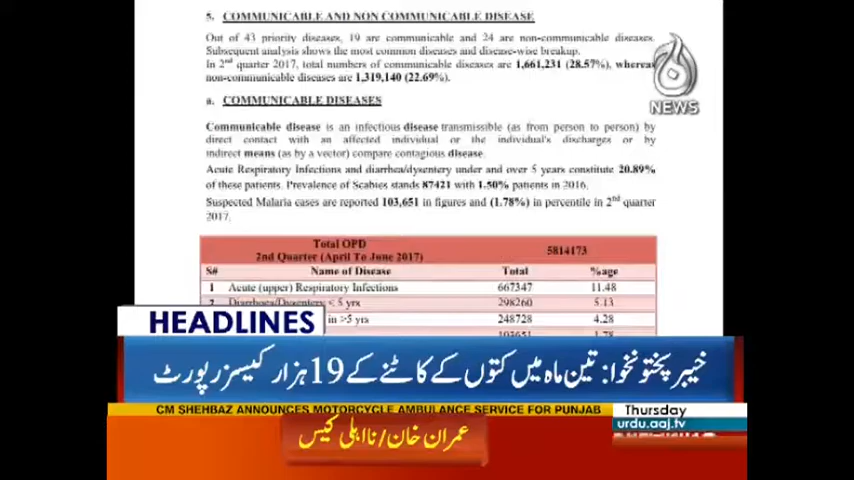 5. COMMUNICABLE AND NON COMMUNICABLE DISEASE
Out of 43 priority diseases, 19 are communicable and 24 are non-communicable diseases.
Subsequent analysis shows the most common diseases and disease-wise breakup.
In 2nd quarter 2017, total numbers of communicable diseases are 1,661,231 (28.57%), whereas
non-communicable diseases are 1,319,140 (22.69%).
NEWS
a. COMMUNICABLE DISEASES
Communicable disease is an infectious disease transmissible (as from person to person) by
direct contact with an affected individual or the individual's discharges or by
indirect means (as by a vector) compare contagious disease.
Acute Respiratory Infections and diarrhea/dysentery under and over 5 years constitute 20.89%
of these patients. Prevalence of Scabies stands 87421 with 1.50% patients in 2016.
Suspected Malaria cases are reported 103,651 in figures and (1.78%) in percentile in 2nd quarter
2017.
Total OPD
2nd Quarter (April To June 2017) 5814173
S# Name of Disease Total %age
1 Acute (upper) Respiratory Infections 667347 11.48
2 Diarrhoea/Dysentery < 5 yrs 298260 5.13
in >5 yrs 248728 4.28
103651 1.78
HEADLINES
خیبر پختونخوا: تین ماہ میں کتوں کے کاٹنے کے 19 ہزار کیسز رپورٹ
CM SHEHBAZ ANNOUNCES MOTORCYCLE AMBULANCE SERVICE FOR PUNJAB
Thursday
urdu.aaj.tv
عمران خان/نااہلی کیس